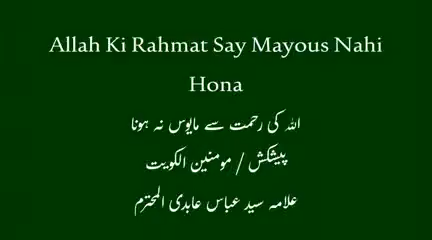 Allah Ki Rahmat Say Mayous Nahi
Hona
اللہ کی رحمت سے مایوس نہ ہونا
پیشکش / مومنین الکویت
علامہ سید عباس عابدی المحترم